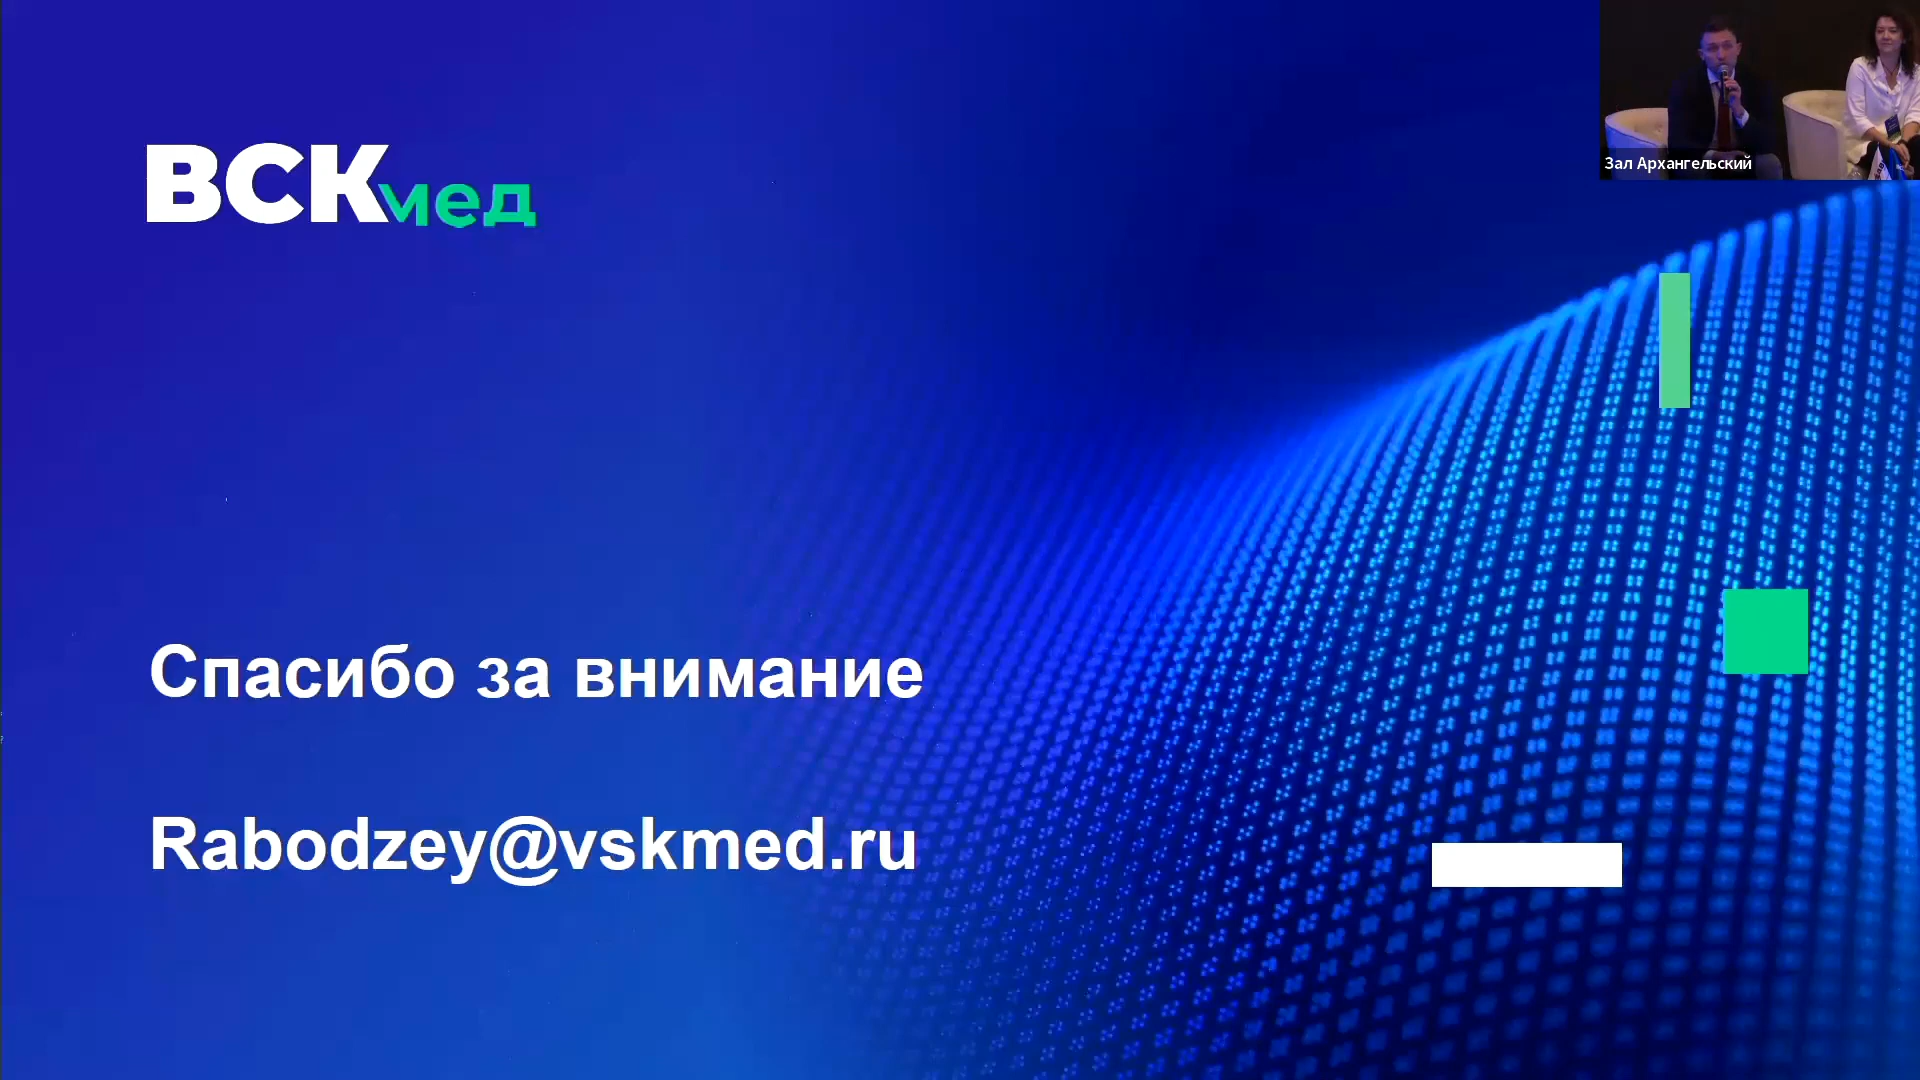 ВСКмед
Зал Архангельский
Спасибо за внимание
Rabodzey@vskmed.ru